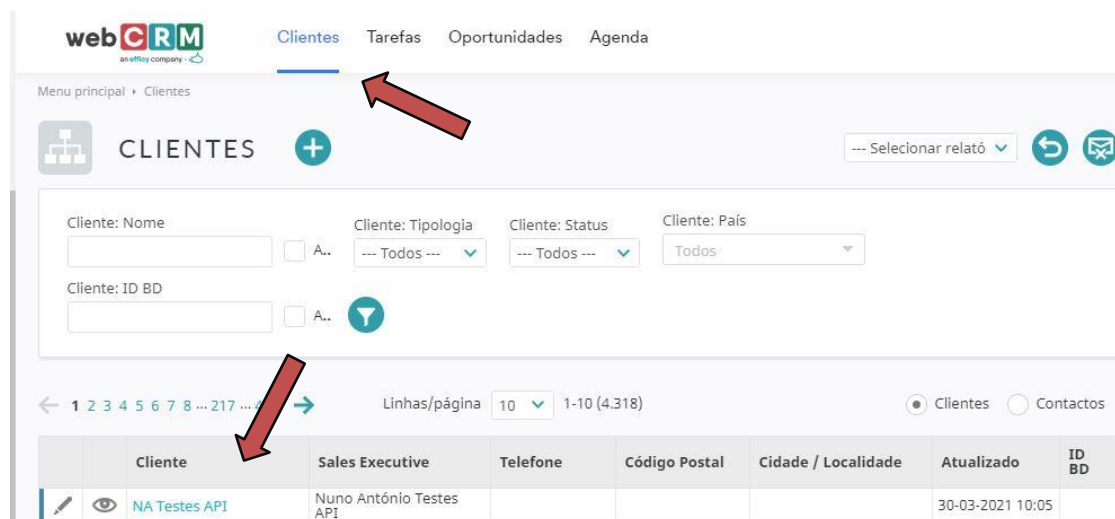 webCRM
an efficy company
Clientes Tarefas Oportunidades Agenda
Menu principal Clientes
CLIENTES
--- Selecionar relató
Cliente: Nome
Cliente: Tipologia
Cliente: Status
Cliente: País
A..
--- Todos ---
--- Todos ---
Todos
Cliente: ID BD
A..
1 2 3 4 5 6 7 8 ... 217 ...
Linhas/página 10 1-10 (4.318)
Clientes Contactos
Cliente Sales Executive Telefone Código Postal Cidade / Localidade Atualizado ID BD
NA Testes API Nuno António Testes API 30-03-2021 10:05